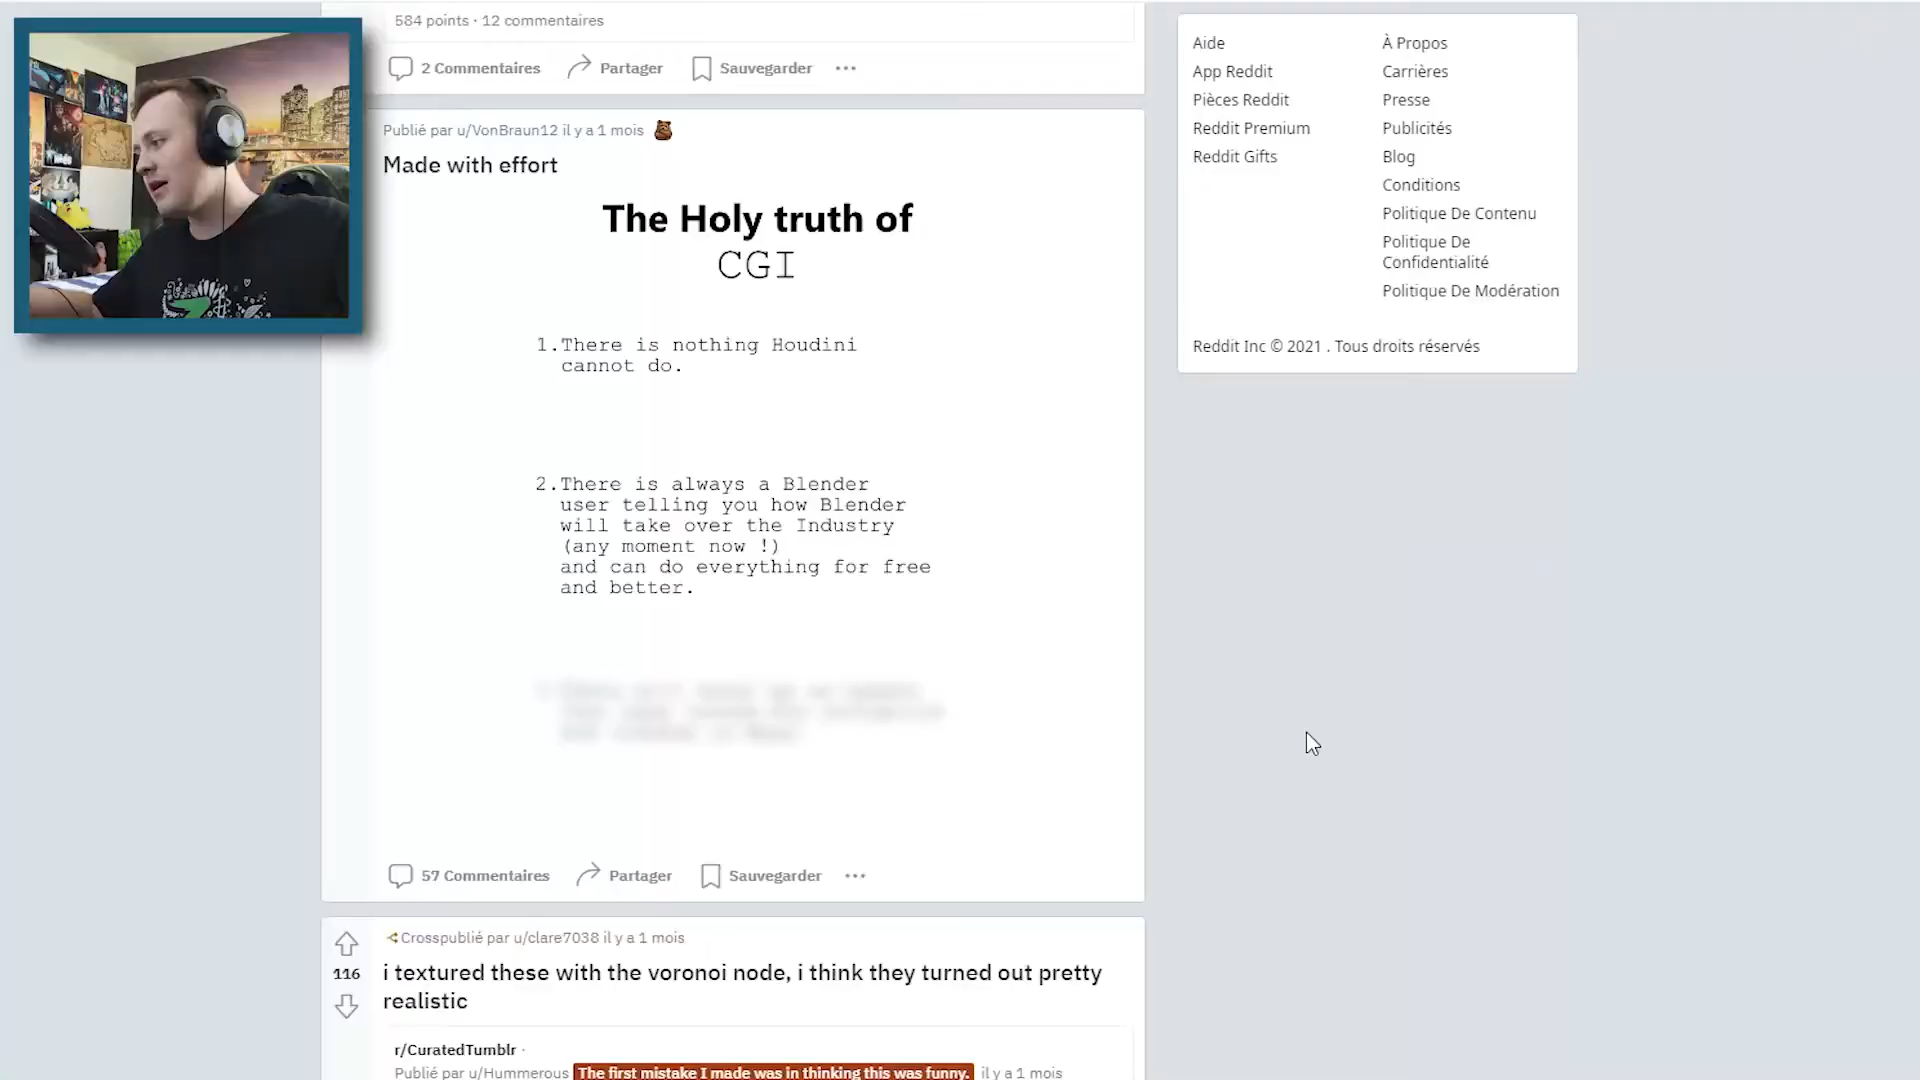 584 points · 12 commentaires
2 Commentaires
Partager
Sauvegarder
Publié par u/VonBraun12 il y a 1 mois
Made with effort
The Holy truth of
CGI
1.There is nothing Houdini
cannot do.
2.There is always a Blender
user telling you how Blender
will take over the Industry
(any moment now !)
and can do everything for free
and better.
57 Commentaires
Partager
Sauvegarder
116
Crosspublié par u/clare7038 il y a 1 mois
i textured these with the voronoi node, i think they turned out pretty
realistic
r/CuratedTumblr ·
Publié par u/Hummerous The first mistake I made was in thinking this was funny. il y a 1 mois
Aide
App Reddit
Pièces Reddit
Reddit Premium
Reddit Gifts
À Propos
Carrières
Presse
Publicités
Blog
Conditions
Politique De Contenu
Politique De
Confidentialité
Politique De Modération
Reddit Inc © 2021 . Tous droits réservés